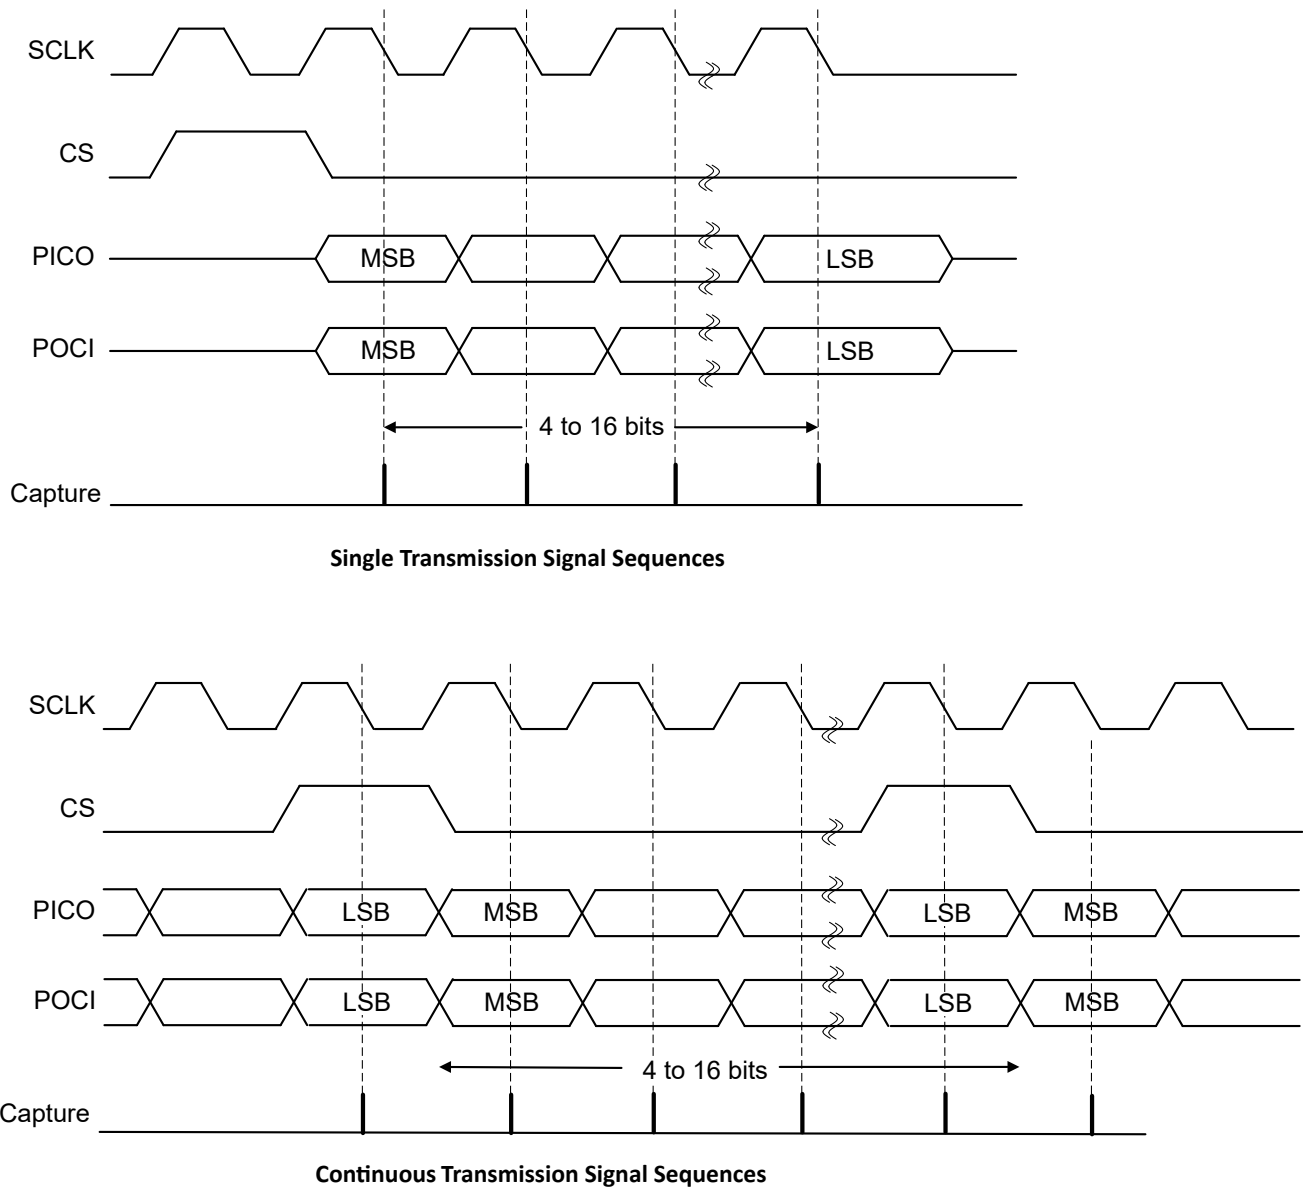 SCLK
CS
PICO MSB LSB
POCI MSB LSB
4 to 16 bits
Capture
Single Transmission Signal Sequences
SCLK
CS
PICO LSB MSB LSB MSB
POCI LSB MSB LSB MSB
4 to 16 bits
Capture
Continuous Transmission Signal Sequences